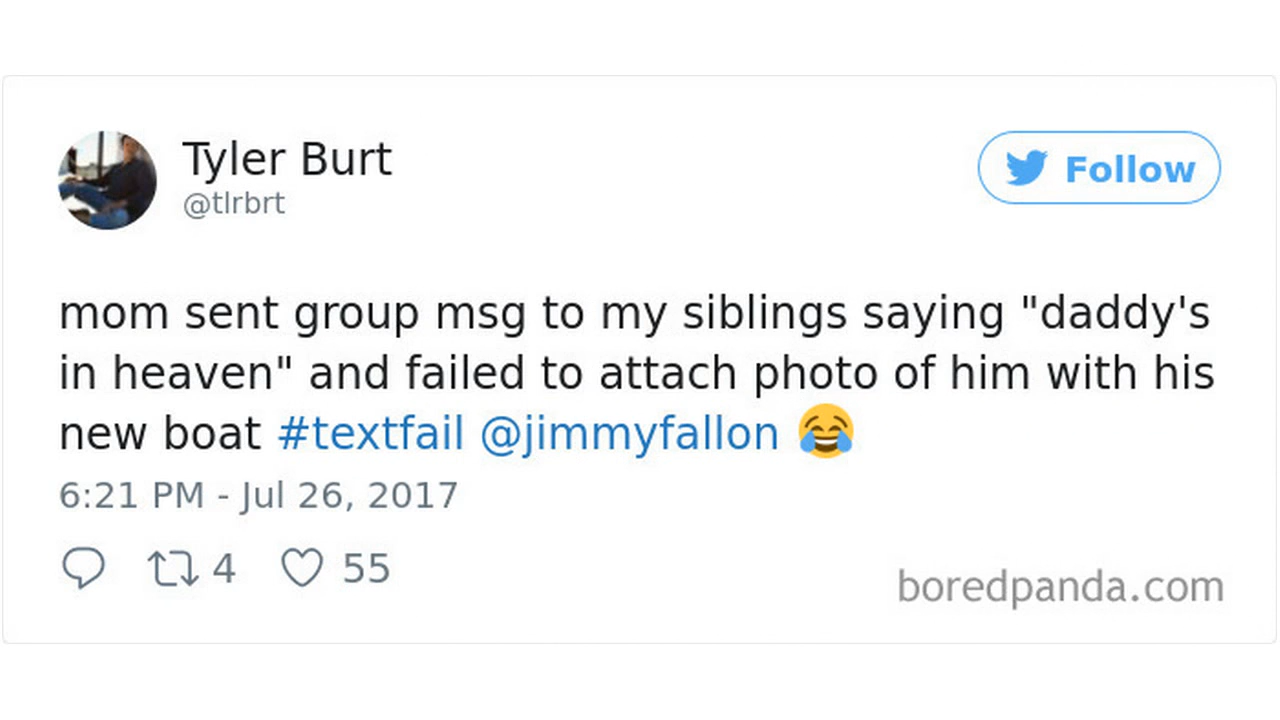 Tyler Burt
@tlrbrt
Follow
mom sent group msg to my siblings saying "daddy's
in heaven" and failed to attach photo of him with his
new boat #textfail @jimmyfallon 😂
6:21 PM - Jul 26, 2017
4 55
boredpanda.com